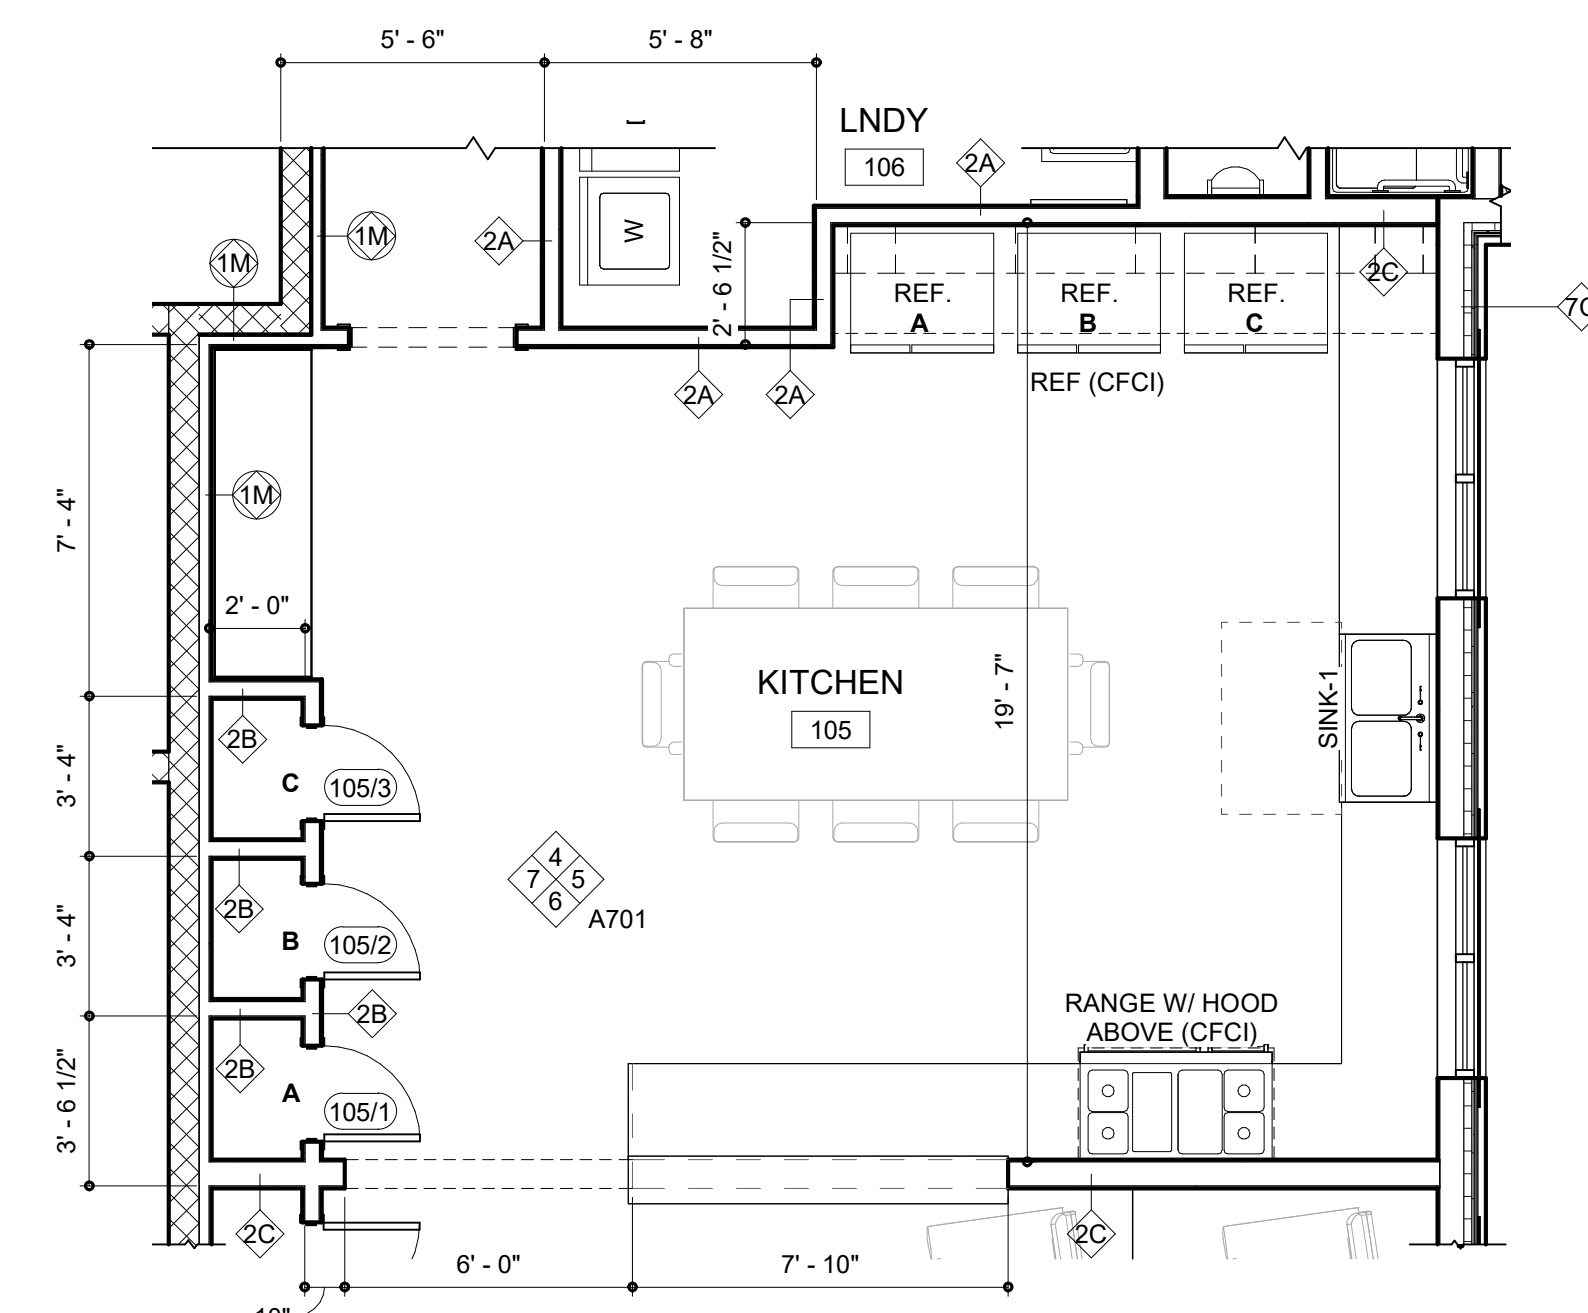 5' - 6"
5' - 8"
LNDY
106
2A
1M
2A
1M
W
2' - 6 1/2"
2C
REF.
A
REF.
B
REF.
C
7C
2A
2A
REF (CFCI)
7' - 4"
1M
2' - 0"
KITCHEN
105
19' - 7"
SINK-1
2B
C
105/3
3' - 4"
4
7
5
6
A701
2B
B
105/2
3' - 4"
2B
RANGE W/ HOOD
ABOVE (CFCI)
2B
A
105/1
3' - 6 1/2"
2C
2C
6' - 0"
7' - 10"
10"